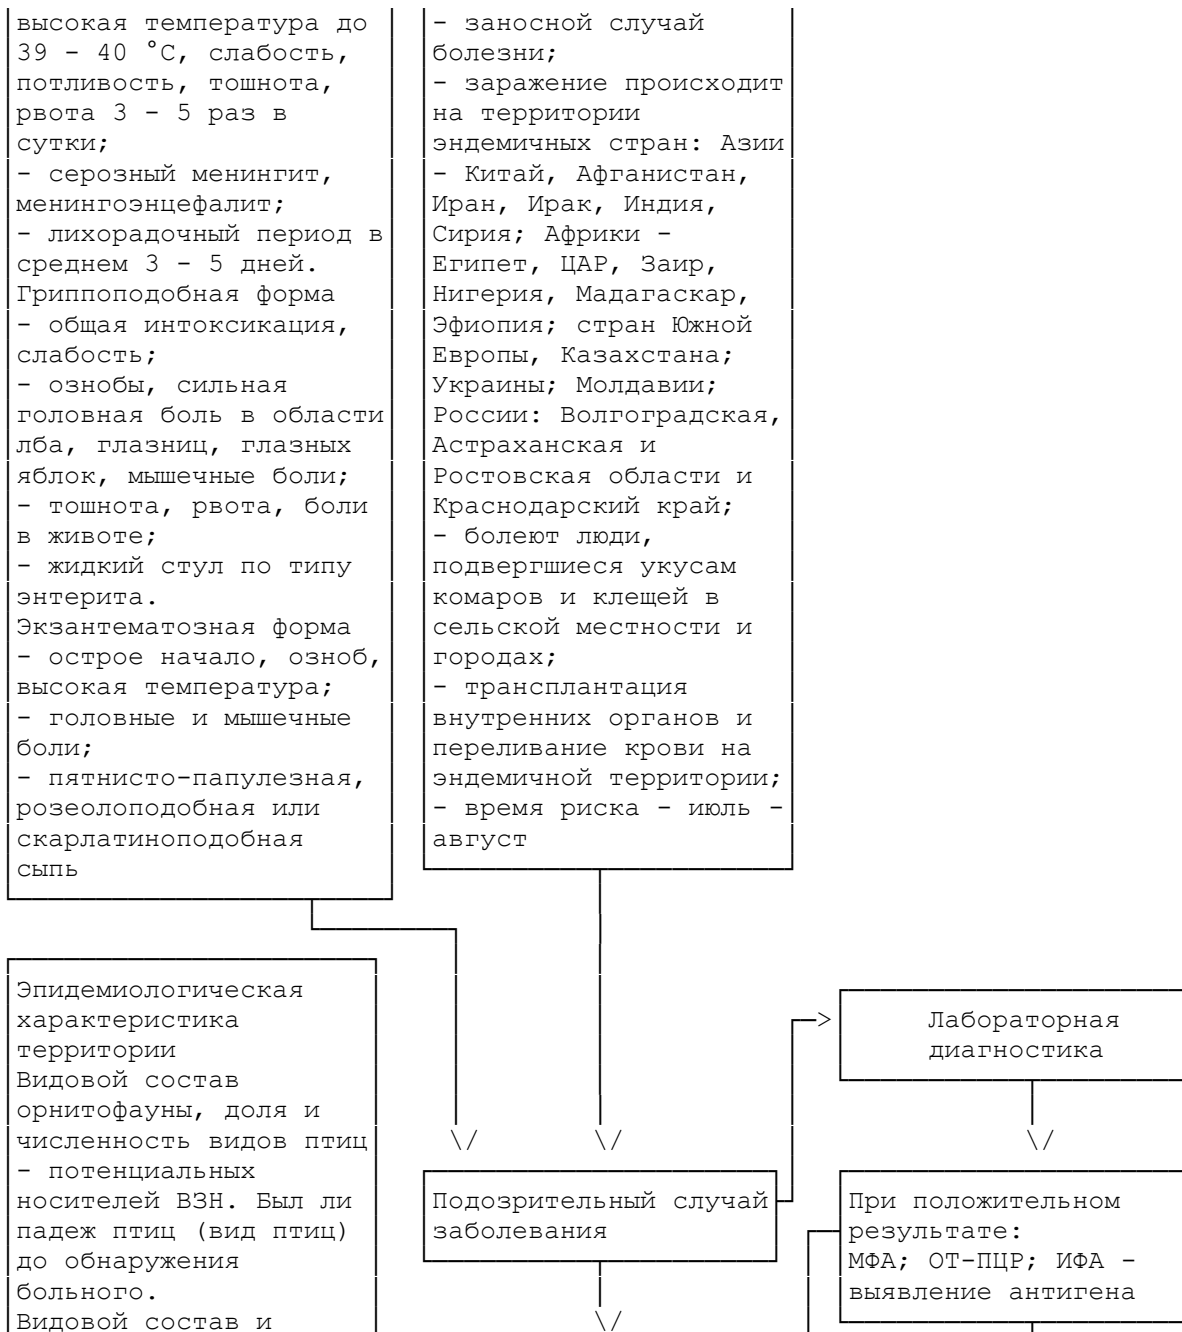 высокая температура до
39 - 40 °C, слабость,
потливость, тошнота,
рвота 3 - 5 раз в
сутки;
- серозный менингит,
менингоэнцефалит;
- лихорадочный период в
среднем 3 - 5 дней.
Гриппоподобная форма
- общая интоксикация,
слабость;
- ознобы, сильная
головная боль в области
лба, глазниц, глазных
яблок, мышечные боли;
- тошнота, рвота, боли
в животе;
- жидкий стул по типу
энтерита.
Экзантематозная форма
- острое начало, озноб,
высокая температура;
- головные и мышечные
боли;
- пятнисто-папулезная,
розеолоподобная или
скарлатиноподобная
сыпь
- заносной случай
болезни;
- заражение происходит
на территории
эндемичных стран: Азии
- Китай, Афганистан,
Иран, Ирак, Индия,
Сирия; Африки -
Египет, ЦАР, Заир,
Нигерия, Мадагаскар,
Эфиопия; стран Южной
Европы, Казахстана;
Украины; Молдавии;
России: Волгоградская,
Астраханская и
Ростовская области и
Краснодарский край;
- болеют люди,
подвергшиеся укусам
комаров и клещей в
сельской местности и
городах;
- трансплантация
внутренних органов и
переливание крови на
эндемичной территории;
- время риска - июль -
август
Эпидемиологическая
характеристика
территории
Видовой состав
орнитофауны, доля и
численность видов птиц
- потенциальных
носителей ВЗН. Был ли
падеж птиц (вид птиц)
до обнаружения
больного.
Видовой состав и
Подозрительный случай
заболевания
Лабораторная
диагностика
При положительном
результате:
МФА; ОТ-ПЦР; ИФА -
выявление антигена